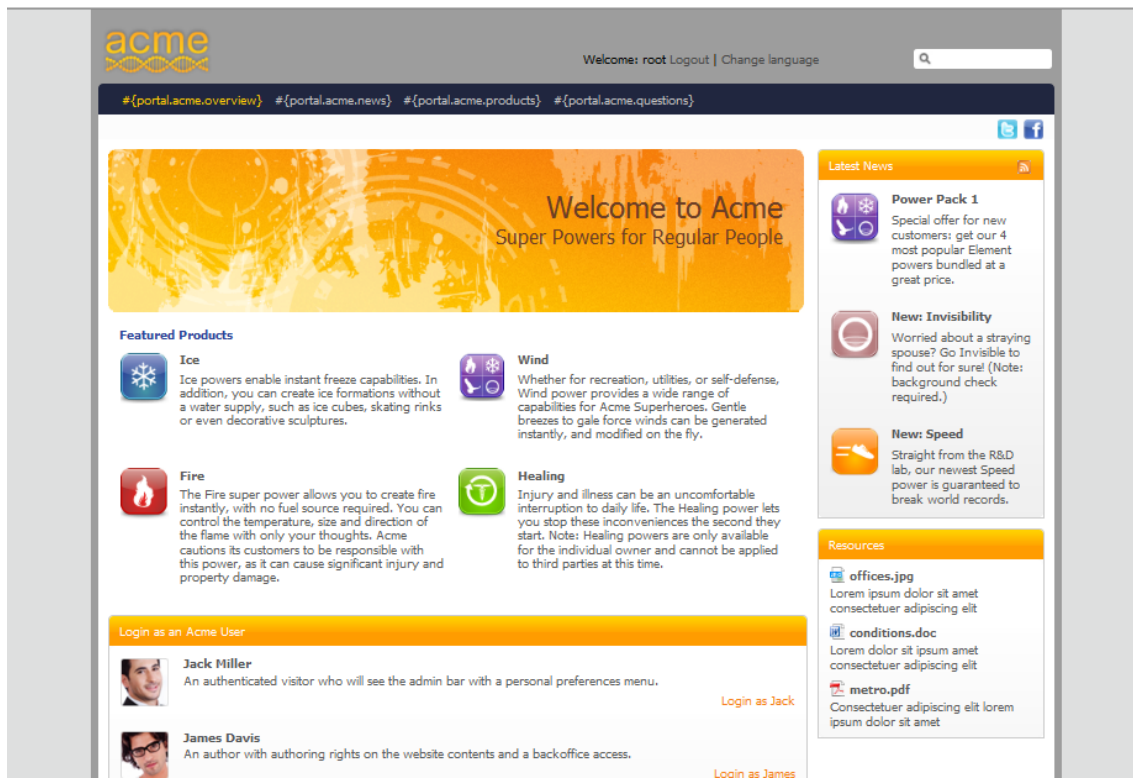 acme
Welcome: root Logout | Change language
#{portal.acme.overview} #{portal.acme.news} #{portal.acme.products} #{portal.acme.questions}
Welcome to Acme
Super Powers for Regular People
Featured Products
Ice
Ice powers enable instant freeze capabilities. In
addition, you can create ice formations without
a water supply, such as ice cubes, skating rinks
or even decorative sculptures.
Wind
Whether for recreation, utilities, or self-defense,
Wind power provides a wide range of
capabilities for Acme Superheroes. Gentle
breezes to gale force winds can be generated
instantly, and modified on the fly.
Fire
The Fire super power allows you to create fire
instantly, with no fuel source required. You can
control the temperature, size and direction of
the flame with only your thoughts. Acme
cautions its customers to be responsible with
this power, as it can cause significant injury and
property damage.
Healing
Injury and illness can be an uncomfortable
interruption to daily life. The Healing power lets
you stop these inconveniences the second they
start. Note: Healing powers are only available
for the individual owner and cannot be applied
to third parties at this time.
Login as an Acme User
Jack Miller
An authenticated visitor who will see the admin bar with a personal preferences menu.
Login as Jack
James Davis
An author with authoring rights on the website contents and a backoffice access.
Login as James
Latest News
Power Pack 1
Special offer for new
customers: get our 4
most popular Element
powers bundled at a
great price.
New: Invisibility
Worried about a straying
spouse? Go Invisible to
find out for sure! (Note:
background check
required.)
New: Speed
Straight from the R&D
lab, our newest Speed
power is guaranteed to
break world records.
Resources
offices.jpg
Lorem ipsum dolor sit amet
consectetuer adipiscing elit
conditions.doc
Lorem dolor sit ipsum amet
consectetuer adipiscing elit
metro.pdf
Consectetuer adipiscing elit lorem
ipsum dolor sit amet